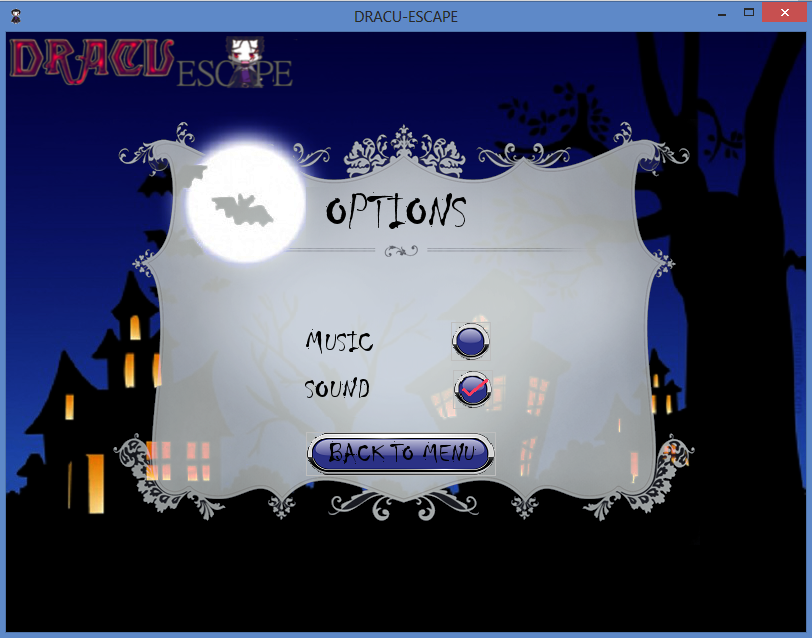 DRACU-ESCAPE
DRACU ESCAPE
OPTIONS
MUSIC
SOUND
BACK TO MENU